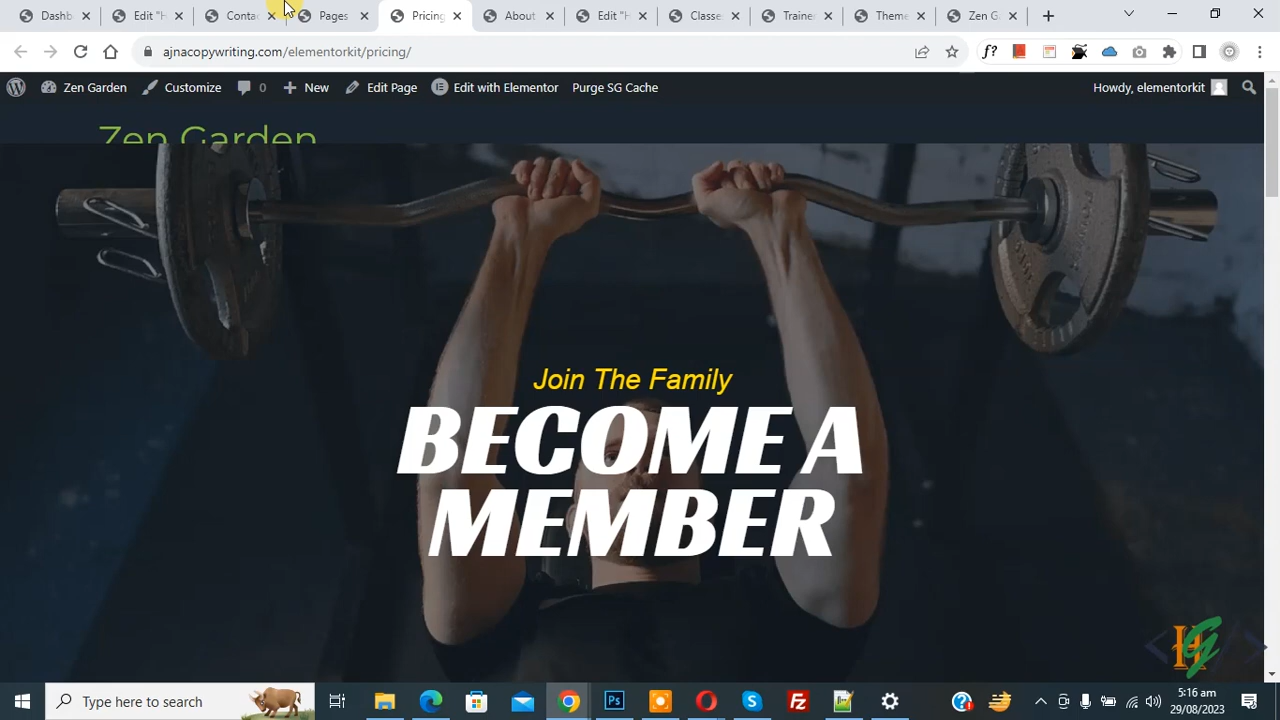 Dashb
Edit "H
Contac
Pages
Pricing
About
Edit "H
Classe
Traine
Theme
Zen Ga
ajnacopywriting.com/elementorkit/pricing/
f?
Zen Garden
Customize
0
New
Edit Page
Edit with Elementor
Purge SG Cache
Howdy, elementorkit
Zen Garden
Join The Family
BECOME A
MEMBER
Type here to search
5:16 am
29/08/2023